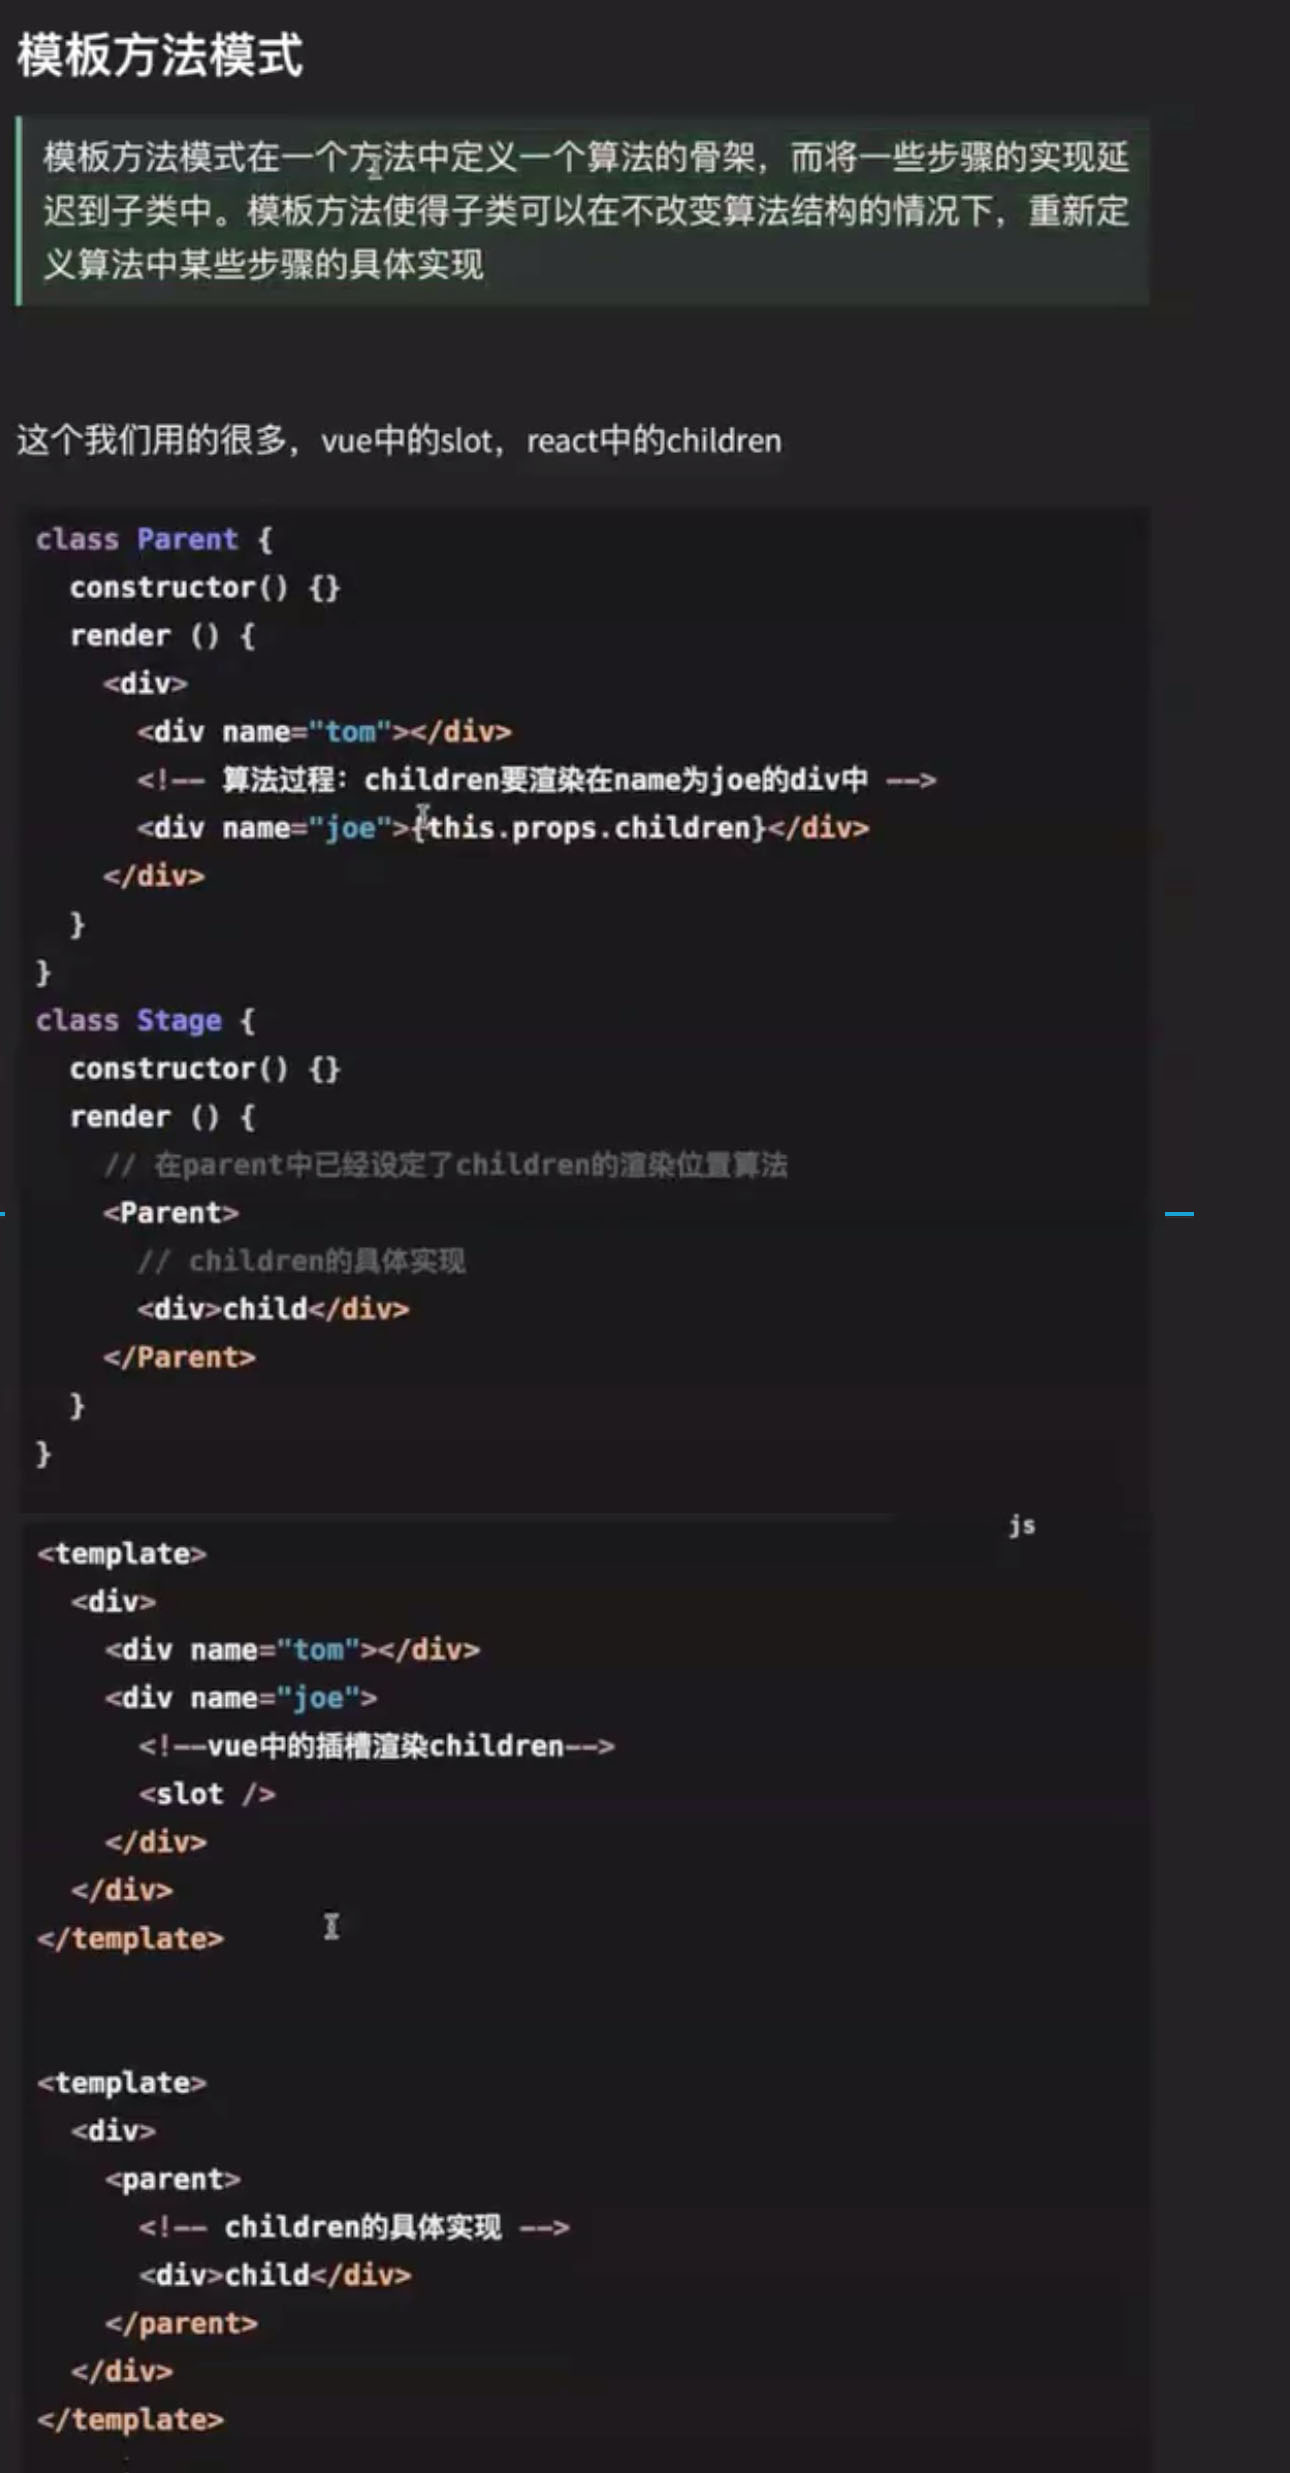 模板方法模式
模板方法模式在一个方法中定义一个算法的骨架，而将一些步骤的实现延
迟到子类中。模板方法使得子类可以在不改变算法结构的情况下，重新定
义算法中某些步骤的具体实现
这个我们用的很多，vue中的slot，react中的children
class Parent {
  constructor() {}
  render () {
    <div>
      <div name="tom"></div>
      <!-- 算法过程：children要渲染在name为joe的div中 -->
      <div name="joe">{this.props.children}</div>
    </div>
  }
}
class Stage {
  constructor() {}
  render () {
    // 在parent中已经设定了children的渲染位置算法
    <Parent>
      // children的具体实现
      <div>child</div>
    </Parent>
  }
}
js
<template>
  <div>
    <div name="tom"></div>
    <div name="joe">
      <!--vue中的插槽渲染children-->
      <slot />
    </div>
  </div>
</template>
<template>
  <div>
    <parent>
      <!-- children的具体实现 -->
      <div>child</div>
    </parent>
  </div>
</template>